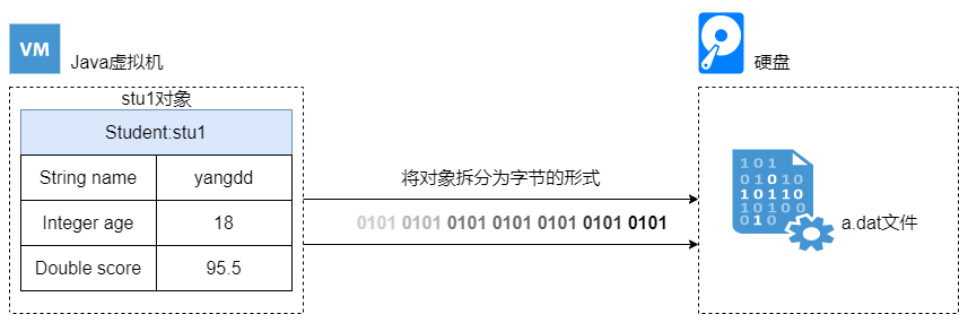 VM
Java虚拟机
硬盘
stu1对象
Student:stu1
String name
yangdd
Integer age
18
Double score
95.5
将对象拆分为字节的形式
0101 0101 0101 0101 0101 0101 0101
101
01010
10110
10100
010
a.dat文件